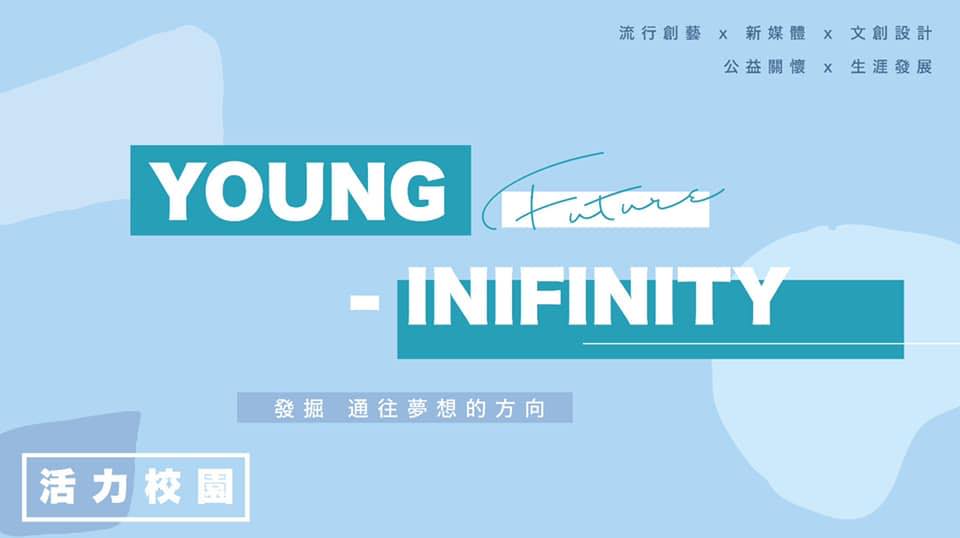 流行創藝 x 新媒體 x 文創設計
公益關懷 x 生涯發展
YOUNG Future
- INIFINITY
發掘 通往夢想的方向
活力校園